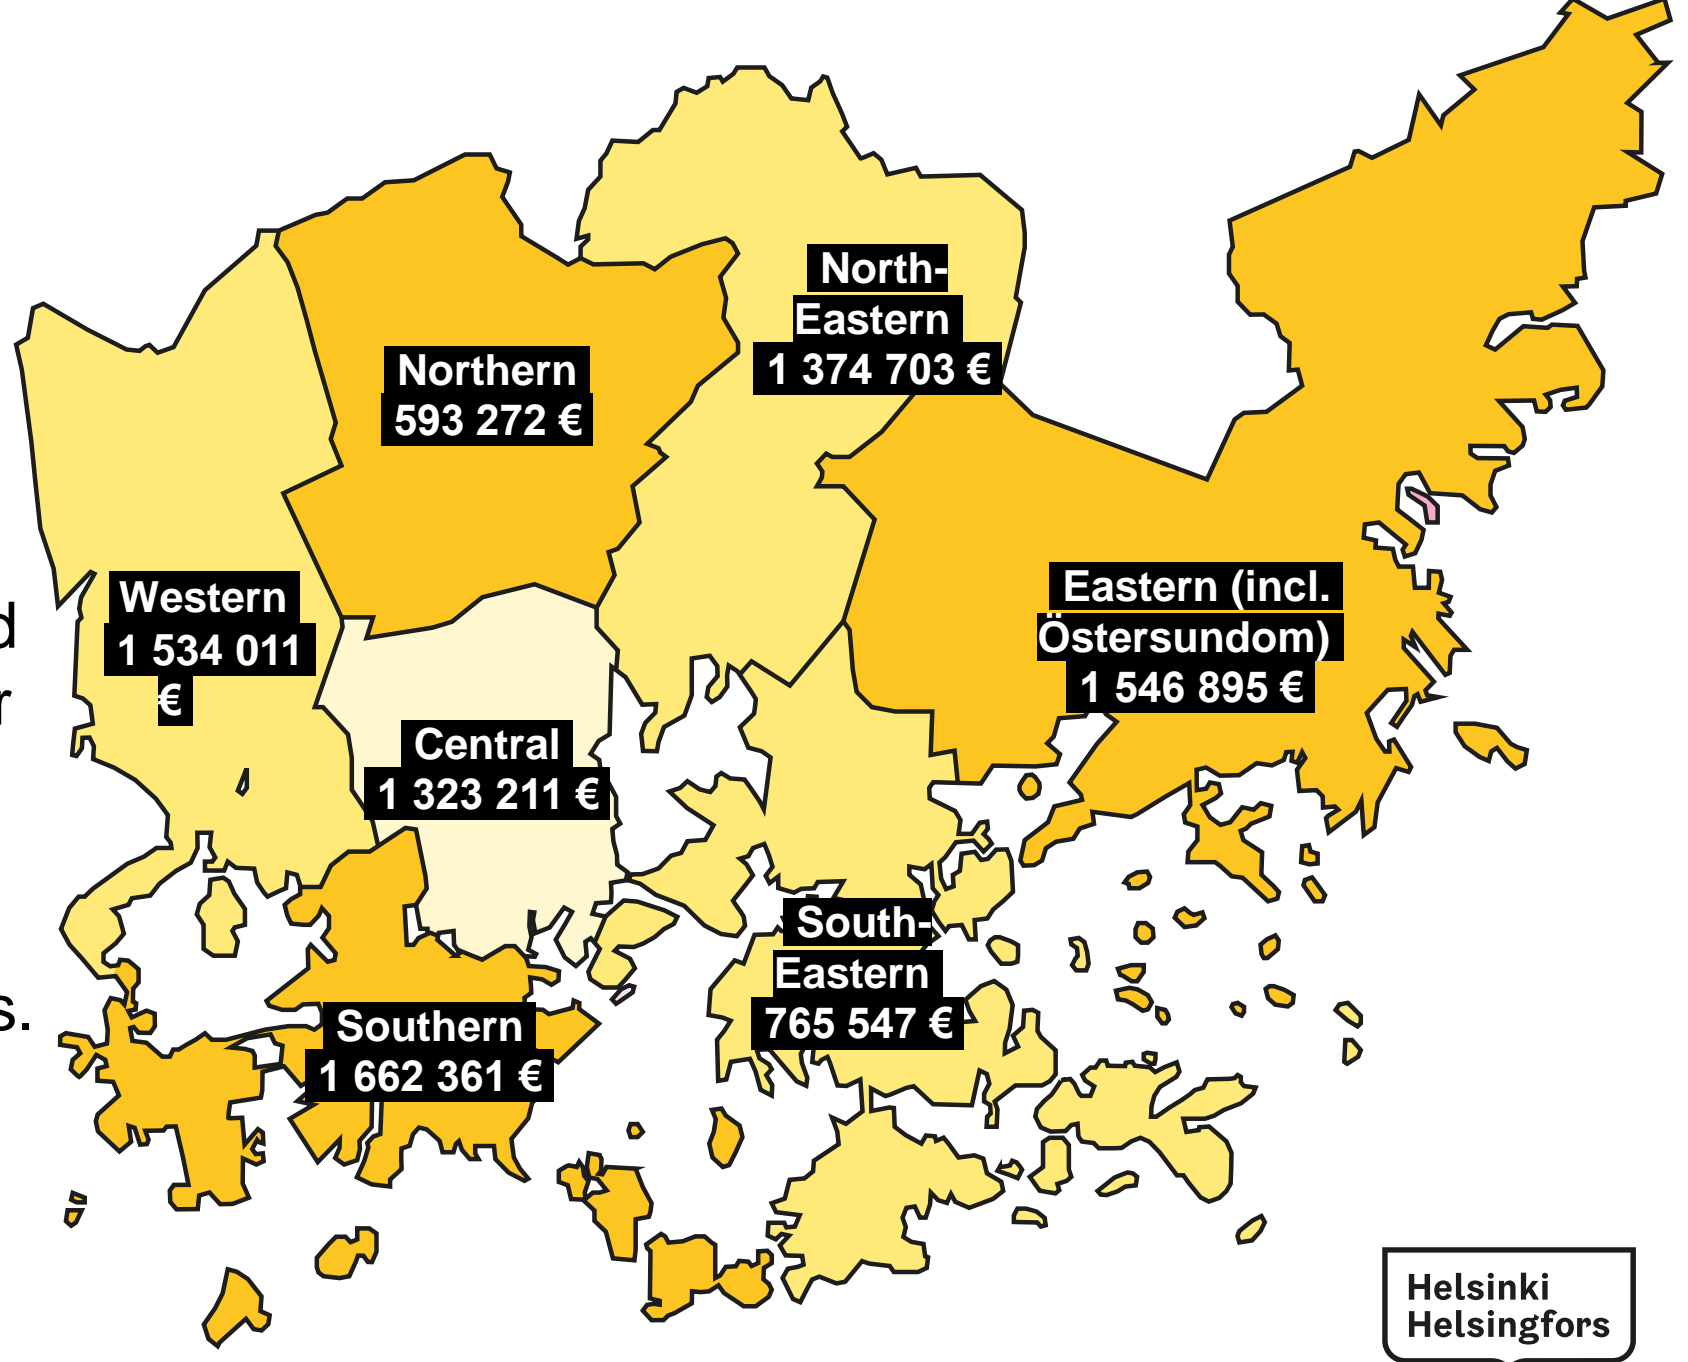 North-
Eastern
1 374 703 €
Northern
593 272 €
Eastern (incl.
Östersundom)
1 546 895 €
Western
1 534 011
€
d
r
Central
1 323 211 €
South-
Eastern
765 547 €
s.
Southern
1 662 361 €
Helsinki
Helsingfors